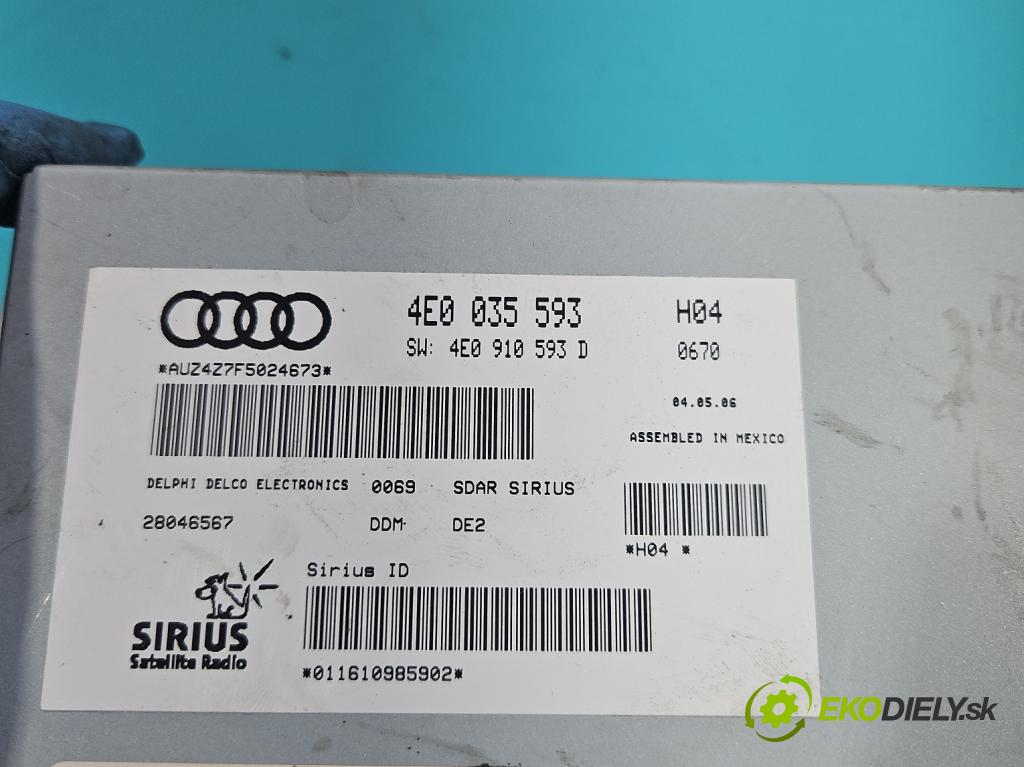 4E0 035 593 H04
SW: 4E0 910 593 D 0670
*AUZ4Z7F5024673*
04.05.06
ASSEMBLED IN MEXICO
DELPHI DELCO ELECTRONICS 0069 SDAR SIRIUS
28046567 DDM DE2
*H04 *
Sirius ID
SIRIUS
Satellite Radio
*011610985902*
EKODIELY.sk